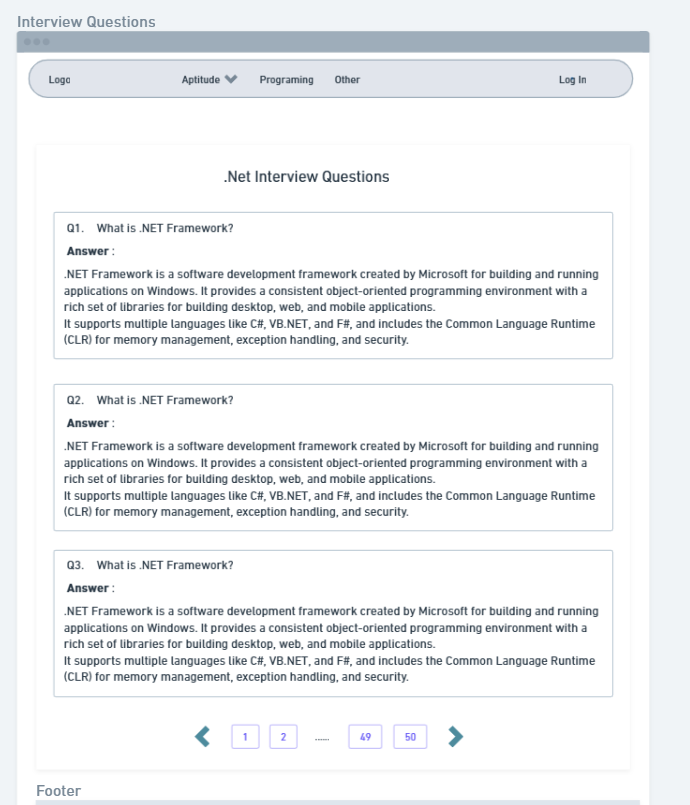 Interview Questions
Logo Aptitude Programing Other Log In
.Net Interview Questions
Q1. What is .NET Framework?
Answer :
.NET Framework is a software development framework created by Microsoft for building and running
applications on Windows. It provides a consistent object-oriented programming environment with a
rich set of libraries for building desktop, web, and mobile applications.
It supports multiple languages like C#, VB.NET, and F#, and includes the Common Language Runtime
(CLR) for memory management, exception handling, and security.
Q2. What is .NET Framework?
Answer :
.NET Framework is a software development framework created by Microsoft for building and running
applications on Windows. It provides a consistent object-oriented programming environment with a
rich set of libraries for building desktop, web, and mobile applications.
It supports multiple languages like C#, VB.NET, and F#, and includes the Common Language Runtime
(CLR) for memory management, exception handling, and security.
Q3. What is .NET Framework?
Answer :
.NET Framework is a software development framework created by Microsoft for building and running
applications on Windows. It provides a consistent object-oriented programming environment with a
rich set of libraries for building desktop, web, and mobile applications.
It supports multiple languages like C#, VB.NET, and F#, and includes the Common Language Runtime
(CLR) for memory management, exception handling, and security.
1 2 ...... 49 50
Footer